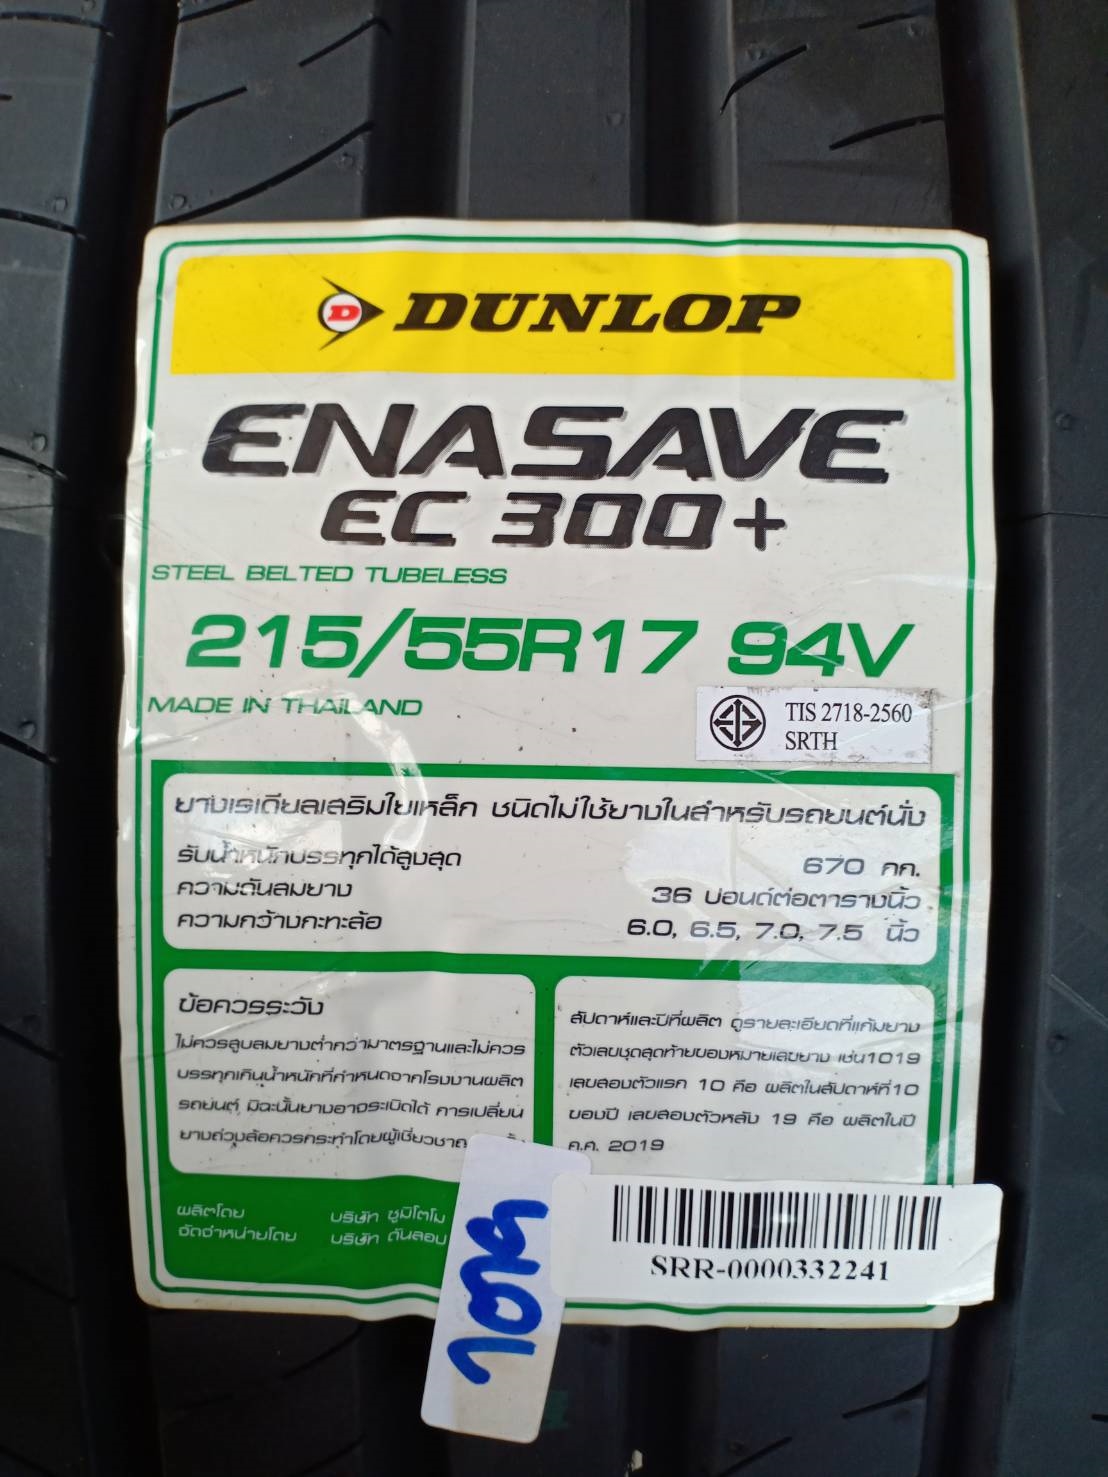 D DUNLOP
ENASAVE
EC 300+
STEEL BELTED TUBELESS
215/55R17 94V
MADE IN THAILAND
TIS 2718-2560
SRTH
ยางเรเดียลเสริมใยเหล็ก ชนิดไม่ใช้ยางในสำหรับรถยนต์นั่ง
รับน้ำหนักบรรทุกได้สูงสุด 670 กก.
ความดันลมยาง 36 ปอนด์ต่อตารางนิ้ว
ความกว้างกะทะล้อ 6.0, 6.5, 7.0, 7.5 นิ้ว
ข้อควรระวัง
ไม่ควรสูบลมยางต่ำกว่ามาตรฐานและไม่ควร
บรรทุกเกินน้ำหนักที่กำหนดจากโรงงานผลิต
รถยนต์ มิฉะนั้นยางอาจระเบิดได้ การเปลี่ยน
ยางถ่วงล้อควรกระทำโดยผู้เชี่ยวชาญ
สัปดาห์และปีที่ผลิต ดูรายละเอียดที่แก้มยาง
ตัวเลขชุดสุดท้ายของหมายเลขยาง เช่น1019
เลขสองตัวแรก 10 คือ ผลิตในสัปดาห์ที่10
ของปี เลขสองตัวหลัง 19 คือ ผลิตในปี
ค.ศ. 2019
ผลิตโดย บริษัท ซูมิโตโม
จัดจำหน่ายโดย บริษัท ดันลอป
SRR-0000332241